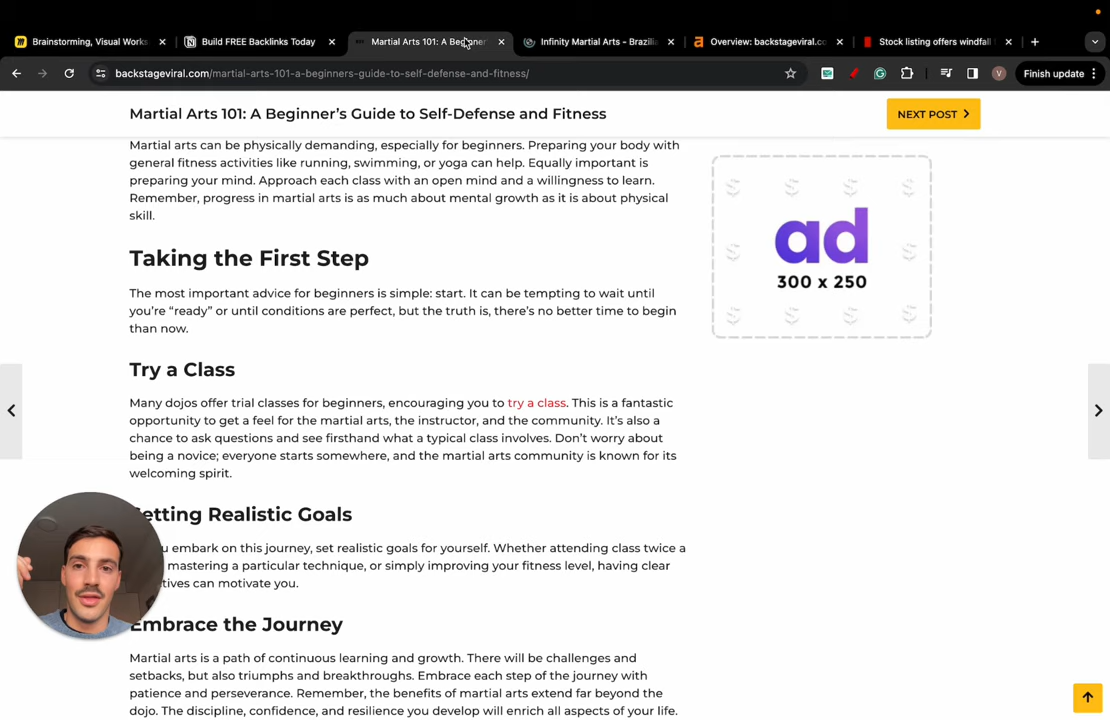 Brainstorming, Visual Works
Build FREE Backlinks Today
Martial Arts 101: A Beginner
Infinity Martial Arts - Brazilia
Overview: backstageviral.co
Stock listing offers windfall
backstageviral.com/martial-arts-101-a-beginners-guide-to-self-defense-and-fitness/
V
Finish update
Martial Arts 101: A Beginner's Guide to Self-Defense and Fitness
NEXT POST
Martial arts can be physically demanding, especially for beginners. Preparing your body with
general fitness activities like running, swimming, or yoga can help. Equally important is
preparing your mind. Approach each class with an open mind and a willingness to learn.
Remember, progress in martial arts is as much about mental growth as it is about physical
skill.
ad
300 x 250
Taking the First Step
The most important advice for beginners is simple: start. It can be tempting to wait until
you're “ready” or until conditions are perfect, but the truth is, there's no better time to begin
than now.
Try a Class
Many dojos offer trial classes for beginners, encouraging you to try a class. This is a fantastic
opportunity to get a feel for the martial arts, the instructor, and the community. It's also a
chance to ask questions and see firsthand what a typical class involves. Don't worry about
being a novice; everyone starts somewhere, and the martial arts community is known for its
welcoming spirit.
Setting Realistic Goals
embark on this journey, set realistic goals for yourself. Whether attending class twice a
mastering a particular technique, or simply improving your fitness level, having clear
can motivate you.
Embrace the Journey
Martial arts is a path of continuous learning and growth. There will be challenges and
setbacks, but also triumphs and breakthroughs. Embrace each step of the journey with
patience and perseverance. Remember, the benefits of martial arts extend far beyond the
dojo. The discipline, confidence, and resilience you develop will enrich all aspects of your life.